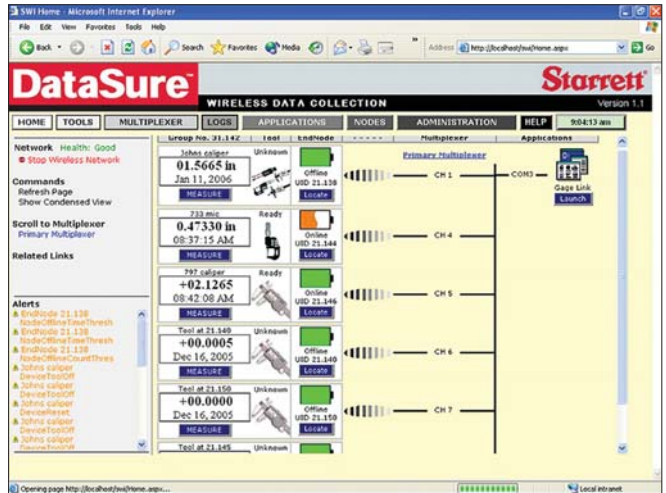 SWI Home - Microsoft Internet Explorer
File Edit View Favorites Tools Help
Back Search Favorites Media Address http://localhost/swi/Home.aspx Go
DataSure
Starrett
WIRELESS DATA COLLECTION
Version 1.1
HOME TOOLS MULTIPLEXER LOGS APPLICATIONS NODES ADMINISTRATION HELP 9:04:13 am
Network Health: Good
Stop Wireless Network
Commands
Refresh Page
Show Condensed View
Scroll to Multiplexer
Primary Multiplexer
Related Links
Alerts
EndNode 21.138
NodeOfflineTimeThresh
EndNode 21.138
NodeOfflineTimeThresh
EndNode 21.138
NodeOfflineCountThres
Johns caliper
DeviceToolOff
Johns caliper
DeviceReset
Johns caliper
DeviceToolOff
Johns caliper
DeviceToolOff
Group No. 31.142 Tool EndNode ----- Multiplexer Applications
Primary Multiplexer
Johns caliper Unknown
01.5665 in
Jan 11, 2006
MEASURE
Offline
UID 21.138
Locate
CH 1
COM3
Gage Link
Launch
733 mic Ready
0.47330 in
08:37:15 AM
MEASURE
Online
UID 21.144
Locate
CH 4
797 caliper Ready
+02.1265
08:42:08 AM
MEASURE
Online
UID 21.146
Locate
CH 5
Tool at 21.140 Unknown
+00.0005
Dec 16, 2005
MEASURE
Offline
UID 21.140
Locate
CH 6
Tool at 21.150 Unknown
+00.0000
Dec 16, 2005
MEASURE
Offline
UID 21.150
Locate
CH 7
Tool at 21.145 Unknown
Opening page http://localhost/swi/Home.aspx...
Local intranet